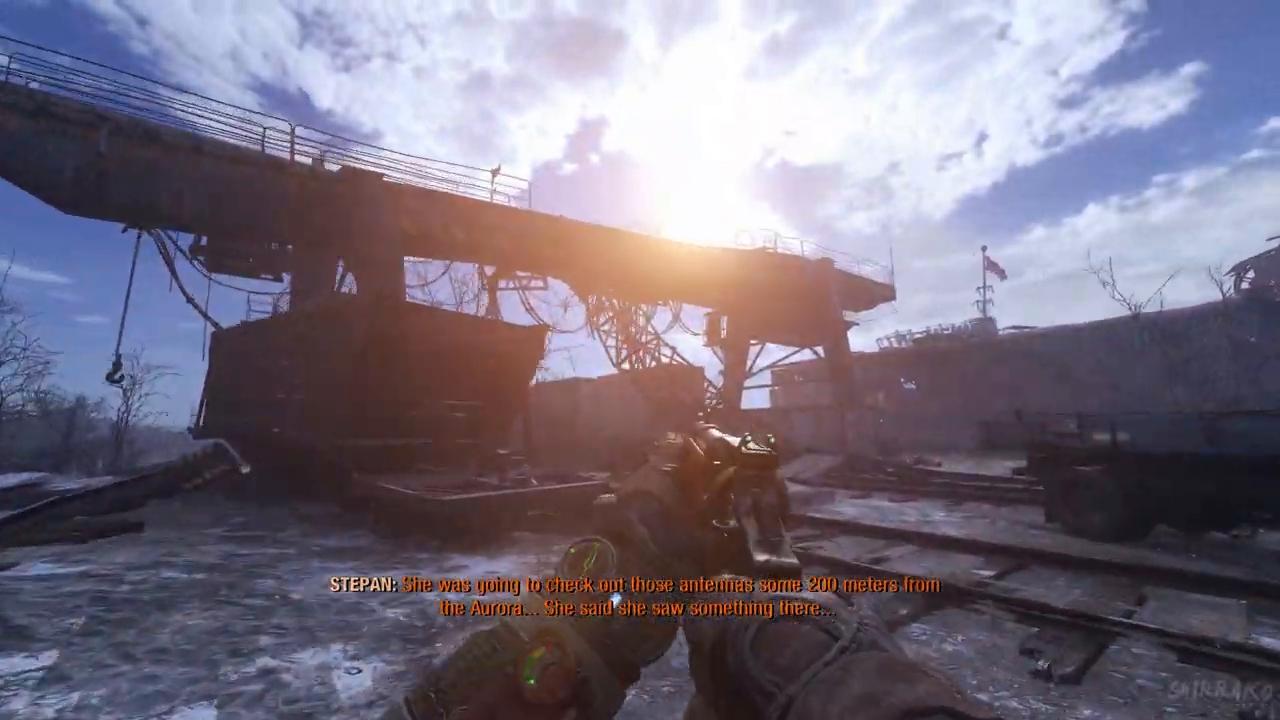 STEPAN: She was going to check out those antennas some 200 meters from
the Aurora... She said she saw something there...
SHIRRAKO